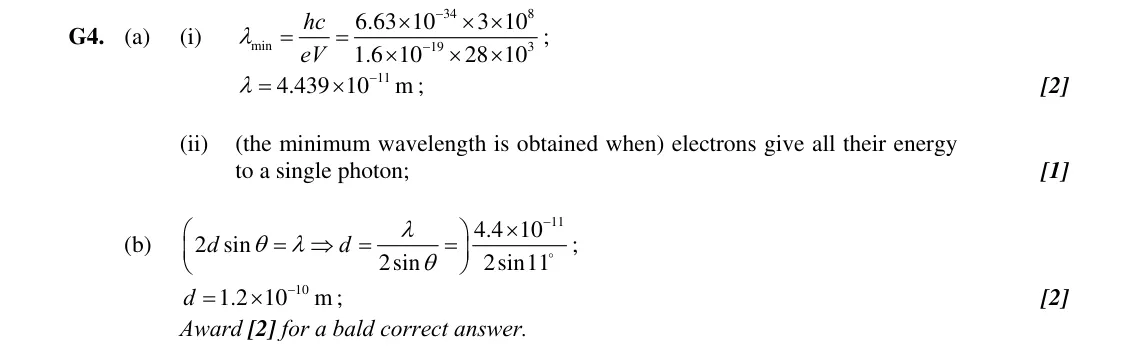 G4. (a) (i) λmin = hc/eV = 6.63×10⁻³⁴×3×10⁸/1.6×10⁻¹⁹×28×10³ ;
λ = 4.439×10⁻¹¹ m ; [2]
(ii) (the minimum wavelength is obtained when) electrons give all their energy
to a single photon; [1]
(b) (2d sin θ = λ ⇒ d = λ/2 sin θ =) 4.4×10⁻¹¹/2 sin 11° ;
d = 1.2×10⁻¹⁰ m ; [2]
Award [2] for a bald correct answer.